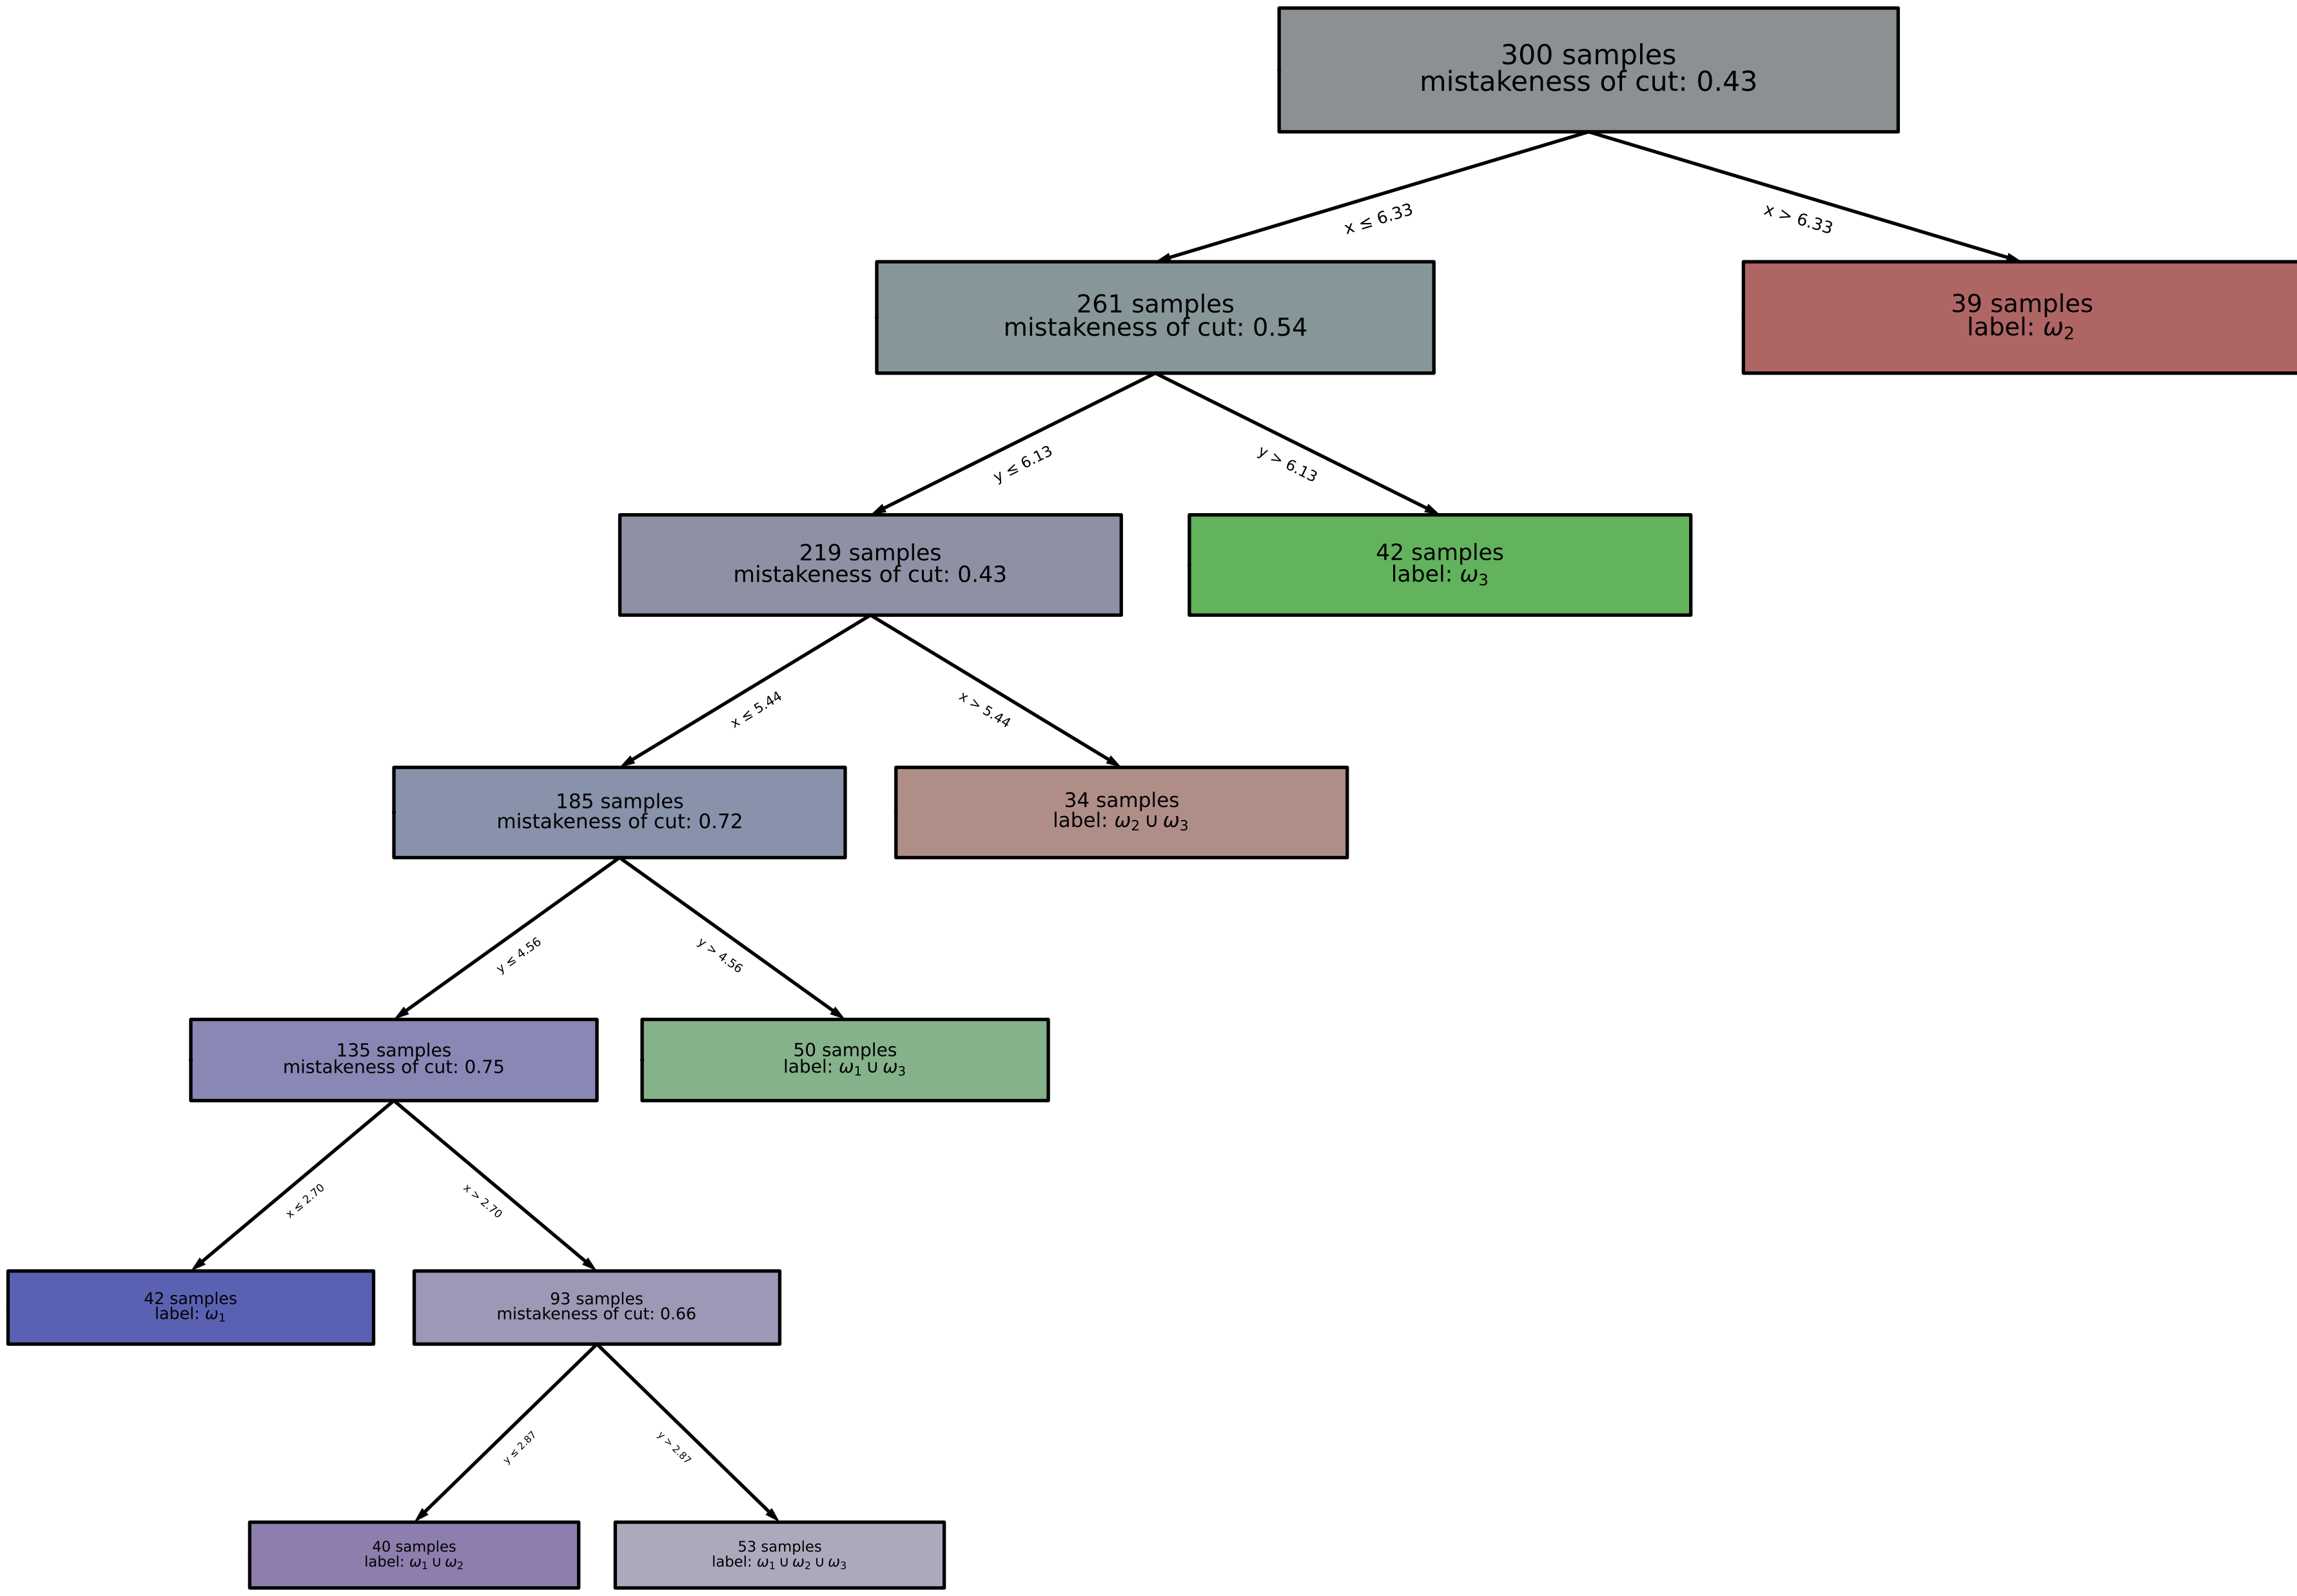 300 samples
mistakeness of cut: 0.43
x ≤ 6.33
x > 6.33
261 samples
mistakeness of cut: 0.54
39 samples
label: ω₂
y ≤ 6.13
y > 6.13
219 samples
mistakeness of cut: 0.43
42 samples
label: ω₃
x ≤ 5.44
x > 5.44
185 samples
mistakeness of cut: 0.72
34 samples
label: ω₂ ∪ ω₃
y ≤ 4.56
y > 4.56
135 samples
mistakeness of cut: 0.75
50 samples
label: ω₁ ∪ ω₃
x ≤ 2.70
x > 2.70
42 samples
label: ω₁
93 samples
mistakeness of cut: 0.66
y ≤ 2.87
y > 2.87
40 samples
label: ω₁ ∪ ω₂
53 samples
label: ω₁ ∪ ω₂ ∪ ω₃